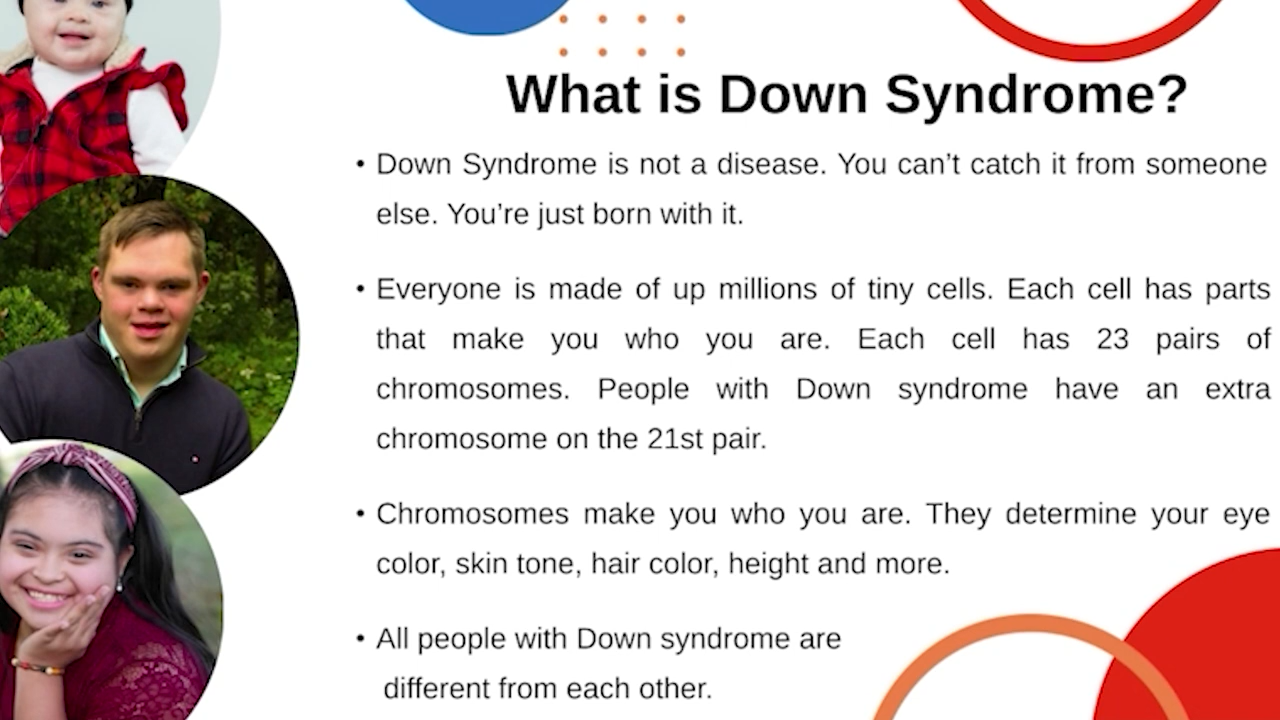 What is Down Syndrome?
• Down Syndrome is not a disease. You can’t catch it from someone
else. You’re just born with it.
• Everyone is made of up millions of tiny cells. Each cell has parts
that make you who you are. Each cell has 23 pairs of
chromosomes. People with Down syndrome have an extra
chromosome on the 21st pair.
• Chromosomes make you who you are. They determine your eye
color, skin tone, hair color, height and more.
• All people with Down syndrome are
different from each other.